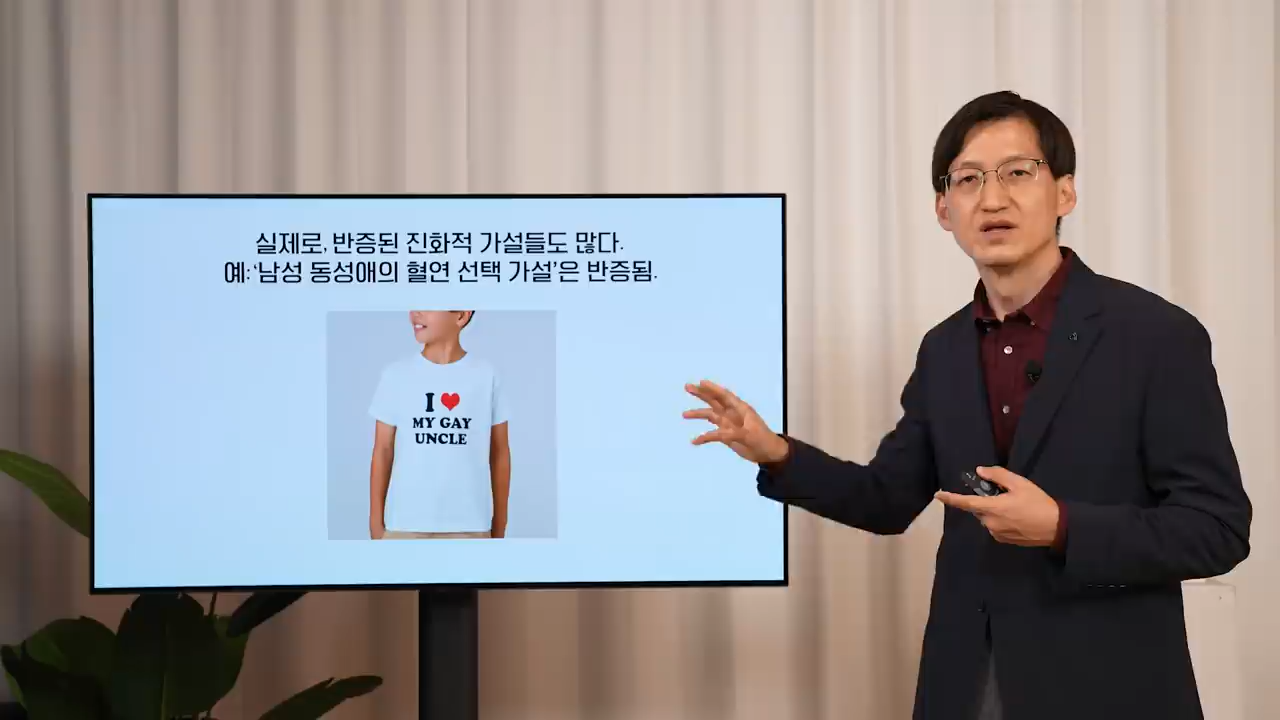 실제로, 반증된 진화적 가설들도 많다.
예:‘남성 동성애의 혈연 선택 가설’은 반증됨.
I ♥
MY GAY
UNCLE